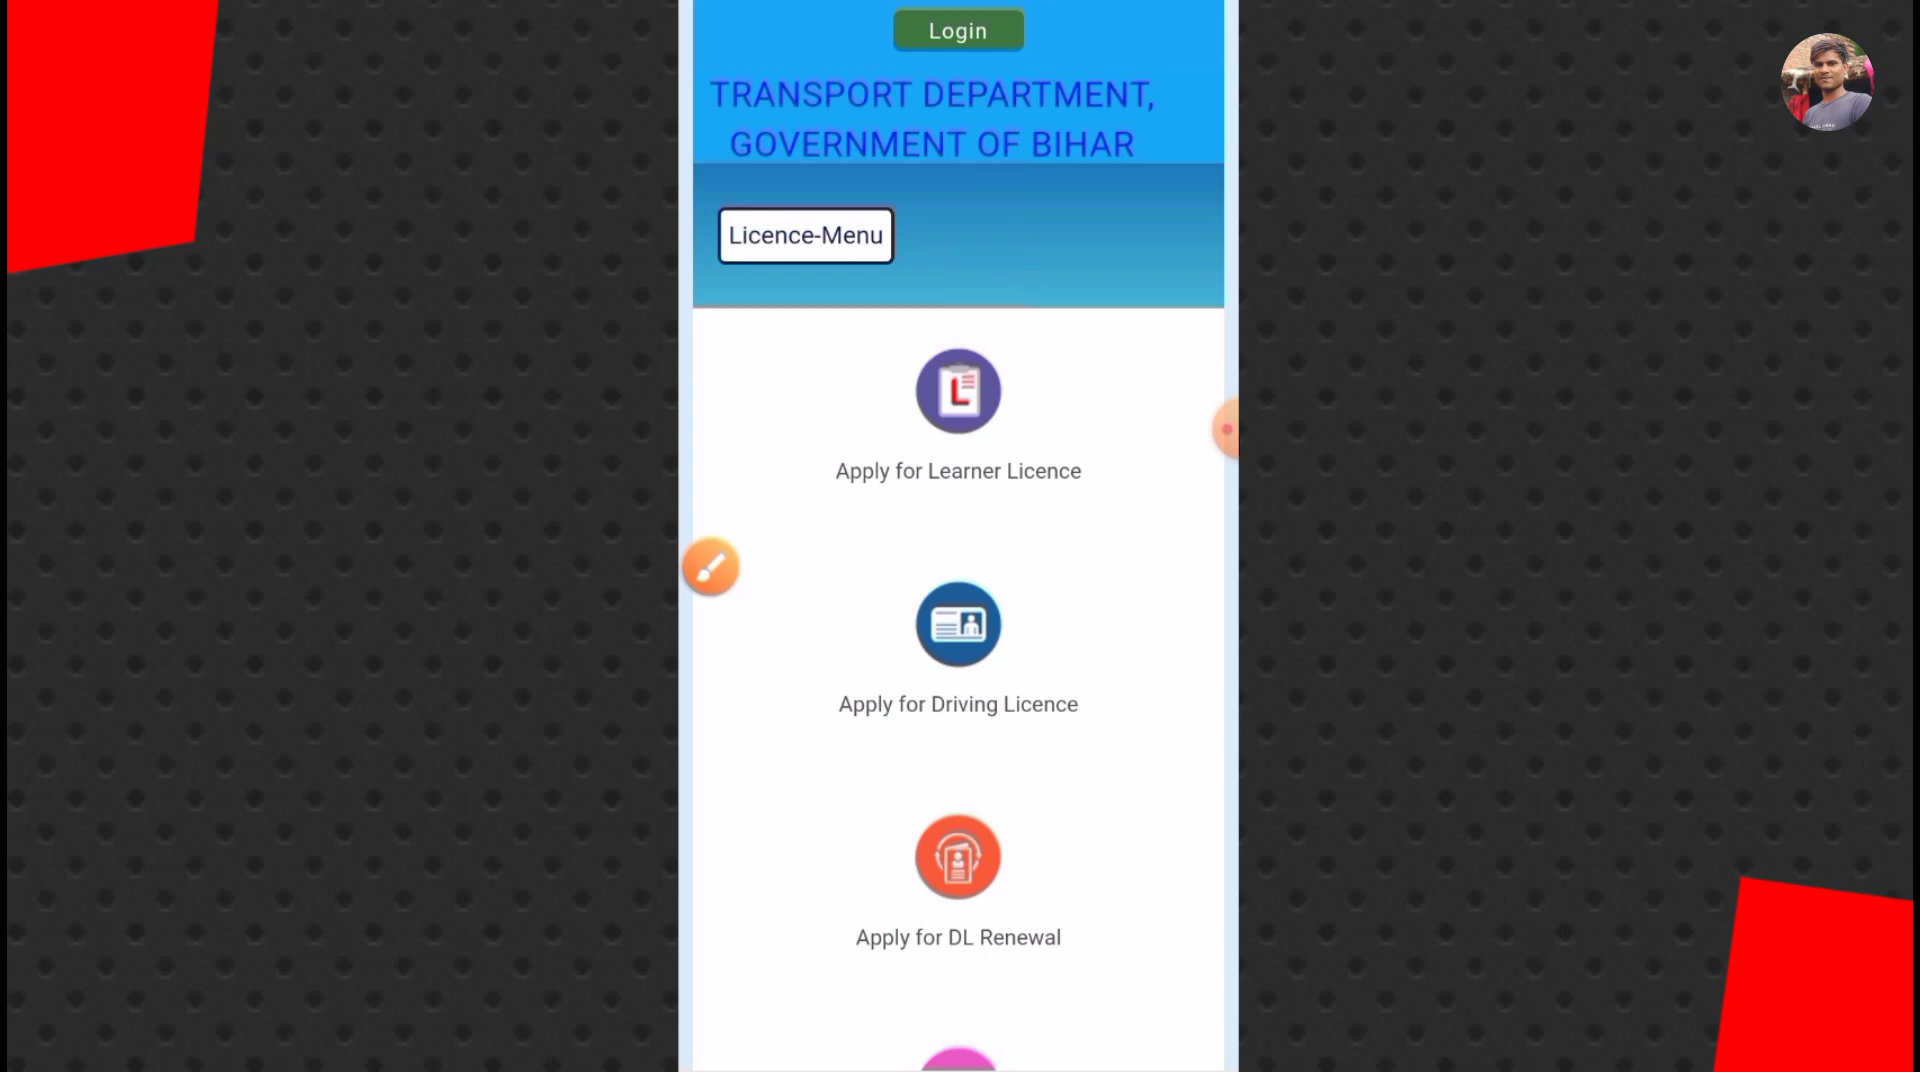 Login
TRANSPORT DEPARTMENT,
GOVERNMENT OF BIHAR
Licence-Menu
L
Apply for Learner Licence
Apply for Driving Licence
Apply for DL Renewal